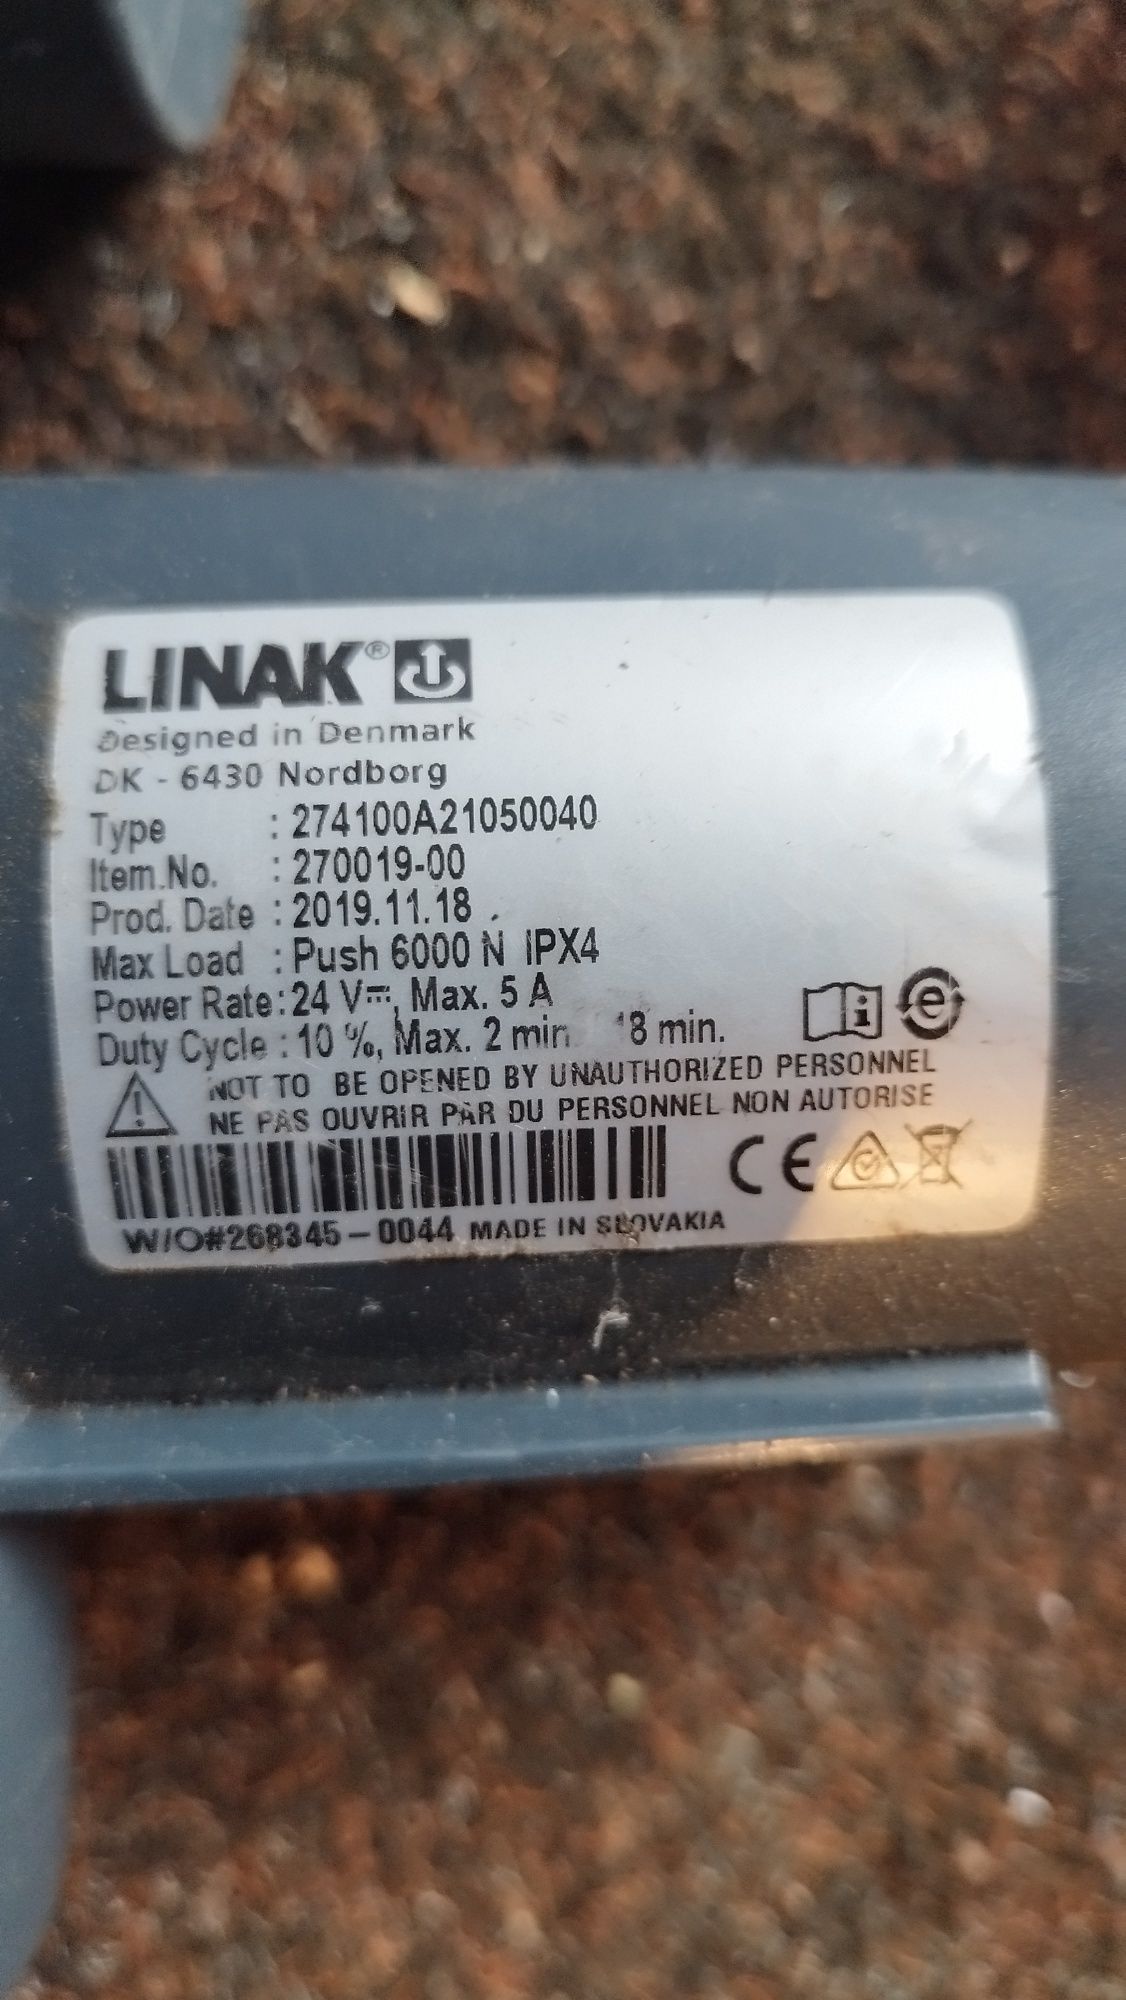 LINAK®
Designed in Denmark
DK - 6430 Nordborg
Type : 274100A21050040
Item.No. : 270019-00
Prod. Date : 2019.11.18
Max Load : Push 6000 N IPX4
Power Rate : 24 V⎓, Max. 5 A
Duty Cycle : 10 %, Max. 2 min 18 min.
NOT TO BE OPENED BY UNAUTHORIZED PERSONNEL
NE PAS OUVRIR PAR DU PERSONNEL NON AUTORISE
CE
W/O#268345-0044 MADE IN SLOVAKIA